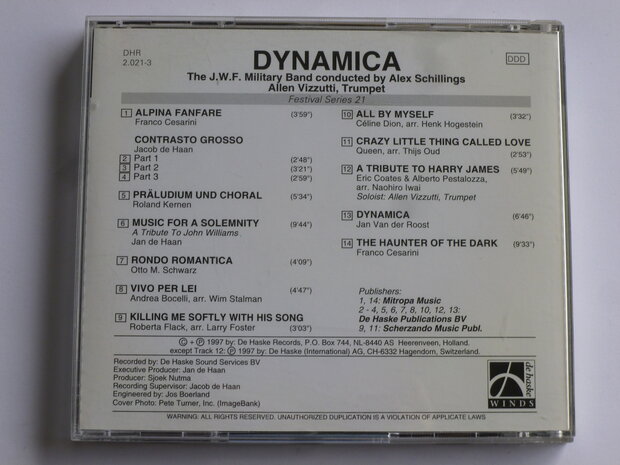 DHR
2.021-3
DYNAMICA
DDD
The J.W.F. Military Band conducted by Alex Schillings
Allen Vizzutti, Trumpet
Festival Series 21
1 ALPINA FANFARE (3'59")
Franco Cesarini
CONTRASTO GROSSO
Jacob de Haan
2 Part 1 (2'48")
3 Part 2 (3'21")
4 Part 3 (2'59")
5 PRÄLUDIUM UND CHORAL (5'34")
Roland Kernen
6 MUSIC FOR A SOLEMNITY (9'44")
A Tribute To John Williams
Jan de Haan
7 RONDO ROMANTICA (4'09")
Otto M. Schwarz
8 VIVO PER LEI (4'47")
Andrea Bocelli, arr. Wim Stalman
9 KILLING ME SOFTLY WITH HIS SONG
Roberta Flack, arr. Larry Foster (3'03")
10 ALL BY MYSELF (3'32")
Céline Dion, arr. Henk Hogestein
11 CRAZY LITTLE THING CALLED LOVE
Queen, arr. Thijs Oud (2'53")
12 A TRIBUTE TO HARRY JAMES (5'49")
Eric Coates & Alberto Pestalozza,
arr. Naohiro Iwai
Soloist: Allen Vizzutti, Trumpet
13 DYNAMICA (6'46")
Jan Van der Roost
14 THE HAUNTER OF THE DARK (9'33")
Franco Cesarini
Publishers:
1, 14: Mitropa Music
2 - 4, 5, 6, 7, 8, 10, 12, 13:
De Haske Publications BV
9, 11: Scherzando Music Publ.
© + ℗ 1997 by: De Haske Records, P.O. Box 744, NL-8440 AS Heerenveen, Holland.
except Track 12: ℗ 1997 by: De Haske (International) AG, CH-6332 Hagendorn, Switzerland.
Recorded by: De Haske Sound Services BV
Executive Producer: Jan de Haan
Producer: Sjoek Nutma
Recording Supervisor: Jacob de Haan
Engineered by: Jos Boerland
Cover Photo: Pete Turner, Inc. (ImageBank)
de haske
WINDS
WARNING: ALL RIGHTS RESERVED. UNAUTHORIZED DUPLICATION IS A VIOLATION OF APPLICATE LAWS